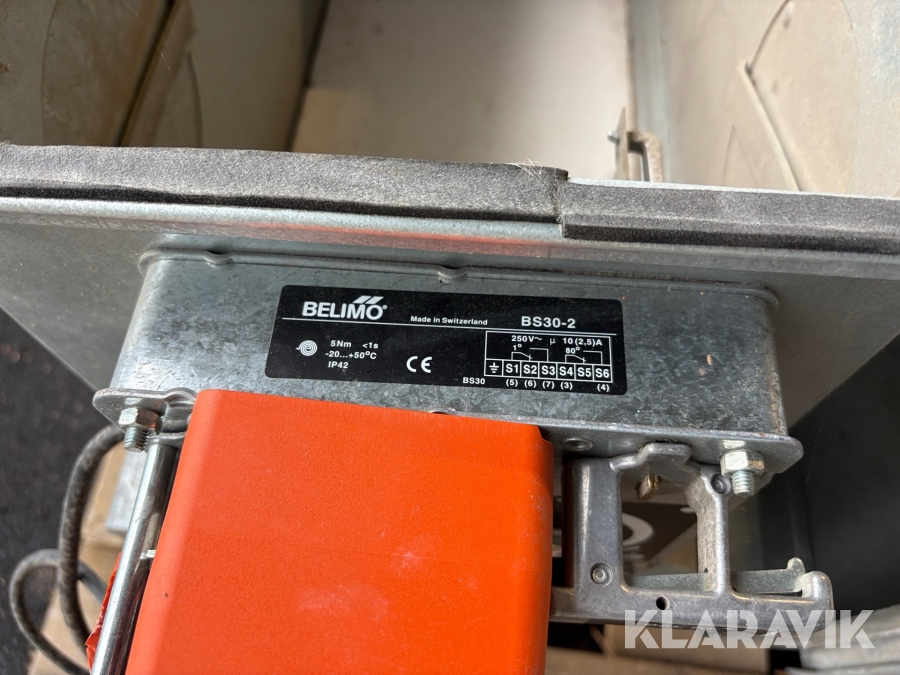 BELIMO®
Made in Switzerland
BS30-2
5Nm <1s
-20...+50°C
IP42
CE
250V~ µ 10(2,5)A
1° 80°
S1 S2 S3 S4 S5 S6
BS30 (5) (6) (7) (3) (4)
KLARAVIK